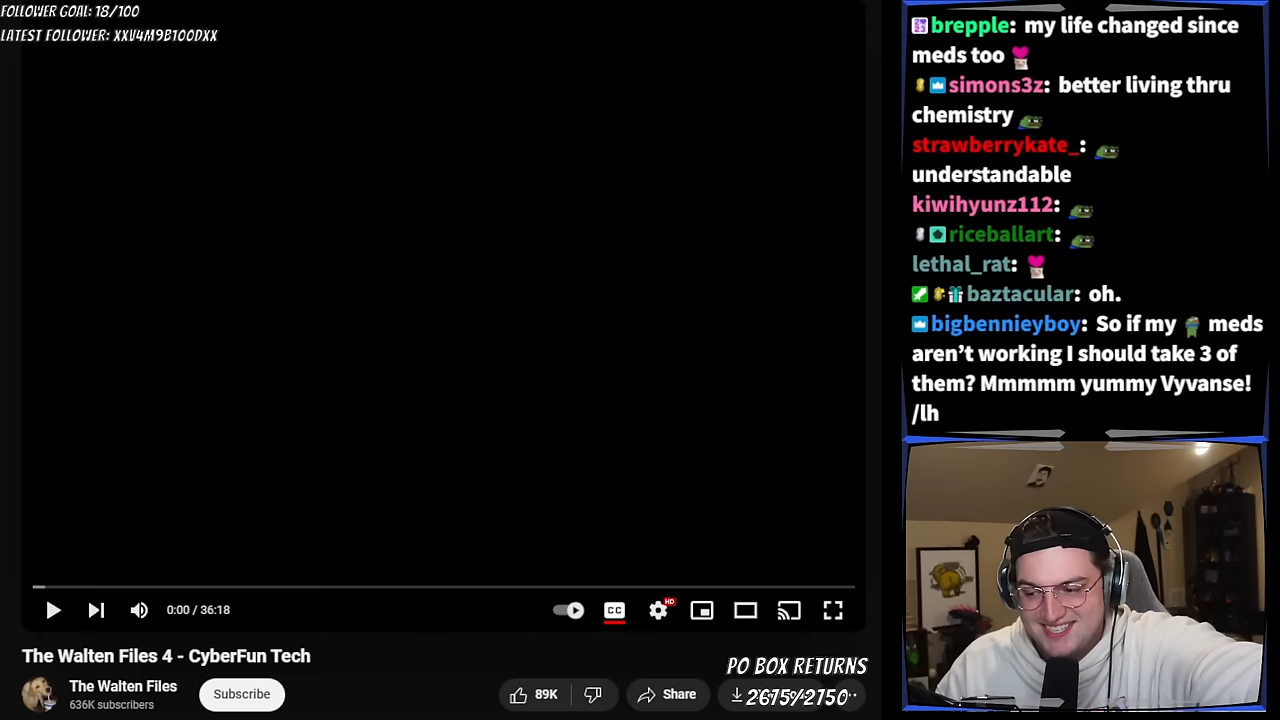 FOLLOWER GOAL: 18/100
LATEST FOLLOWER: XXV4M9B100DXX
brepple: my life changed since
meds too
simons3z: better living thru
chemistry
strawberrykate_:
understandable
kiwihyunz112:
riceballart:
lethal_rat:
baztacular: oh.
bigbennieyboy: So if my meds
aren’t working I should take 3 of
them? Mmmmm yummy Vyvanse!
/lh
0:00 / 36:18
CC
HD
The Walten Files 4 - CyberFun Tech
The Walten Files
636K subscribers
Subscribe
89K
Share
PO BOX RETURNS
2675/2750